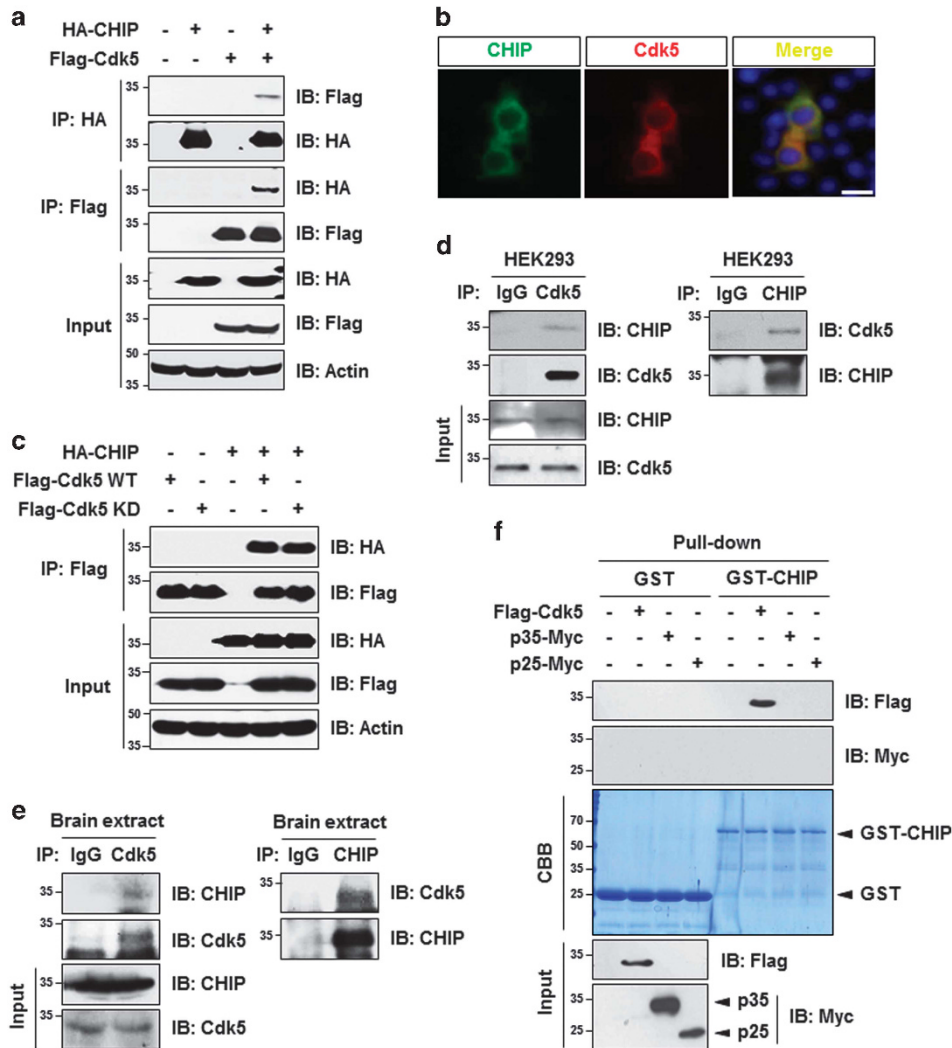 a
HA-CHIP - + - +
Flag-Cdk5 - - + +
IP: HA
35
IB: Flag
35
IB: HA
IP: Flag
35
IB: HA
35
IB: Flag
Input
35
IB: HA
35
IB: Flag
50
35
IB: Actin
b
CHIP Cdk5 Merge
c
HA-CHIP - - + + +
Flag-Cdk5 WT + - - + -
Flag-Cdk5 KD - + - - +
IP: Flag
35
IB: HA
35
IB: Flag
Input
35
IB: HA
35
IB: Flag
50
35
IB: Actin
d
HEK293
IP: IgG Cdk5
35
IB: CHIP
35
IB: Cdk5
Input
35
IB: CHIP
35
IB: Cdk5
HEK293
IP: IgG CHIP
35
IB: Cdk5
35
IB: CHIP
e
Brain extract
IP: IgG Cdk5
35
IB: CHIP
35
IB: Cdk5
Input
35
IB: CHIP
35
IB: Cdk5
Brain extract
IP: IgG CHIP
35
IB: Cdk5
35
IB: CHIP
f
Pull-down
GST GST-CHIP
Flag-Cdk5 - + - - - + - -
p35-Myc - - + - - - + -
p25-Myc - - - + - - - +
35
IB: Flag
35
25
IB: Myc
CBB
70
50
35
25
GST-CHIP
GST
Input
35
IB: Flag
35
25
p35
p25
IB: Myc